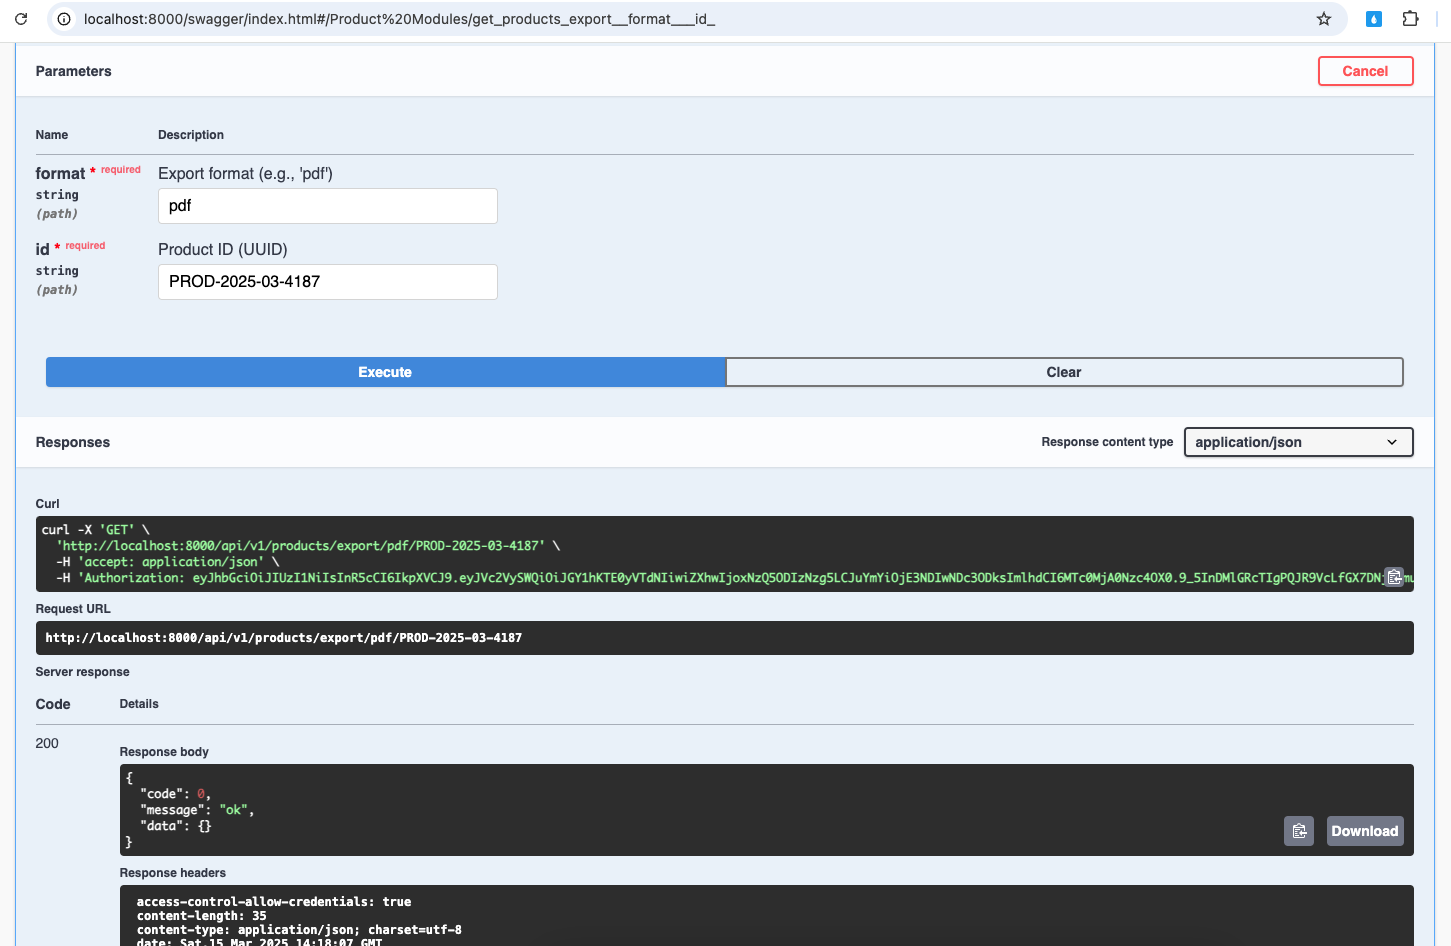 localhost:8000/swagger/index.html#/Product%20Modules/get_products_export__format___id_
Parameters
Cancel
Name Description
format * required Export format (e.g., 'pdf')
string
(path)
pdf
id * required Product ID (UUID)
string
(path)
PROD-2025-03-4187
Execute Clear
Responses Response content type application/json
Curl
curl -X 'GET' \
'http://localhost:8000/api/v1/products/export/pdf/PROD-2025-03-4187' \
-H 'accept: application/json' \
-H 'Authorization:
Request URL
http://localhost:8000/api/v1/products/export/pdf/PROD-2025-03-4187
Server response
Code Details
200
Response body
{
"code": 0,
"message": "ok",
"data": {}
}
Download
Response headers
access-control-allow-credentials: true
content-length: 35
content-type: application/json; charset=utf-8
date: Sat,15 Mar 2025 14:18:07 GMT